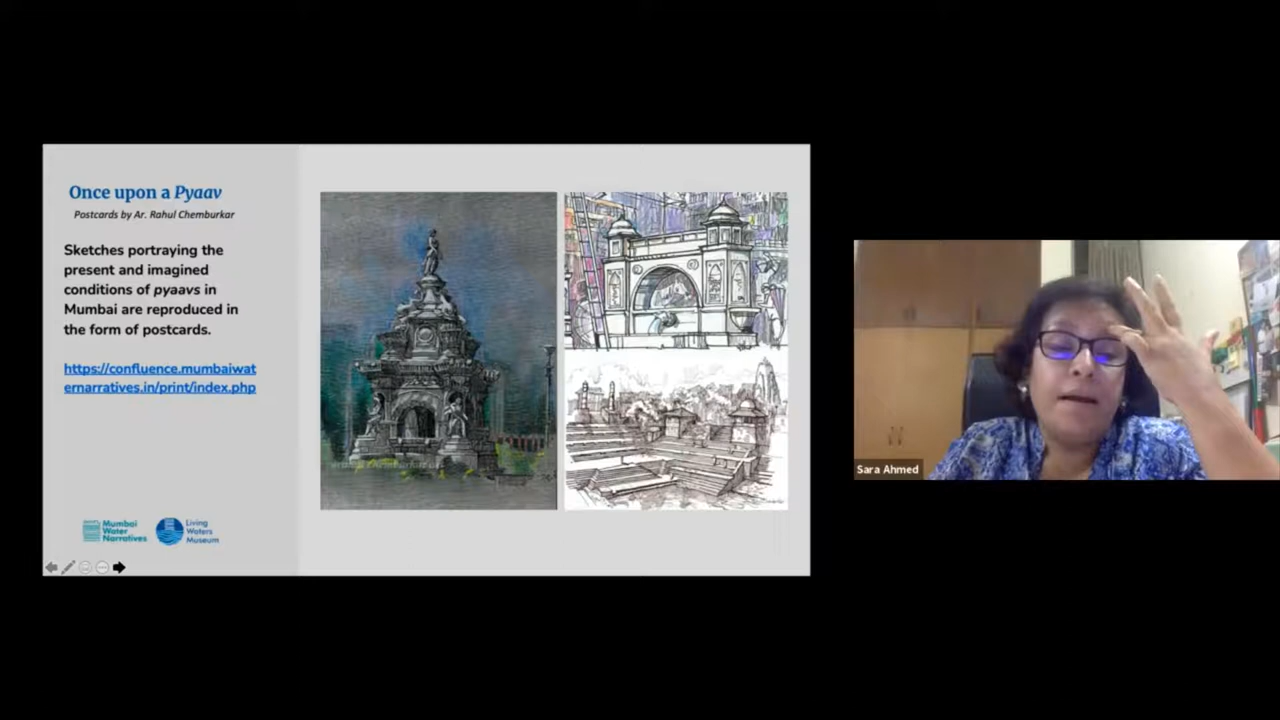 Once upon a Pyaav
Postcards by Ar. Rahul Chemburkar
Sketches portraying the
present and imagined
conditions of pyaavs in
Mumbai are reproduced in
the form of postcards.
https://confluence.mumbaiwat
ernarratives.in/print/index.php
Mumbai
Water
Narratives
Living
Waters
Museum
Sara Ahmed